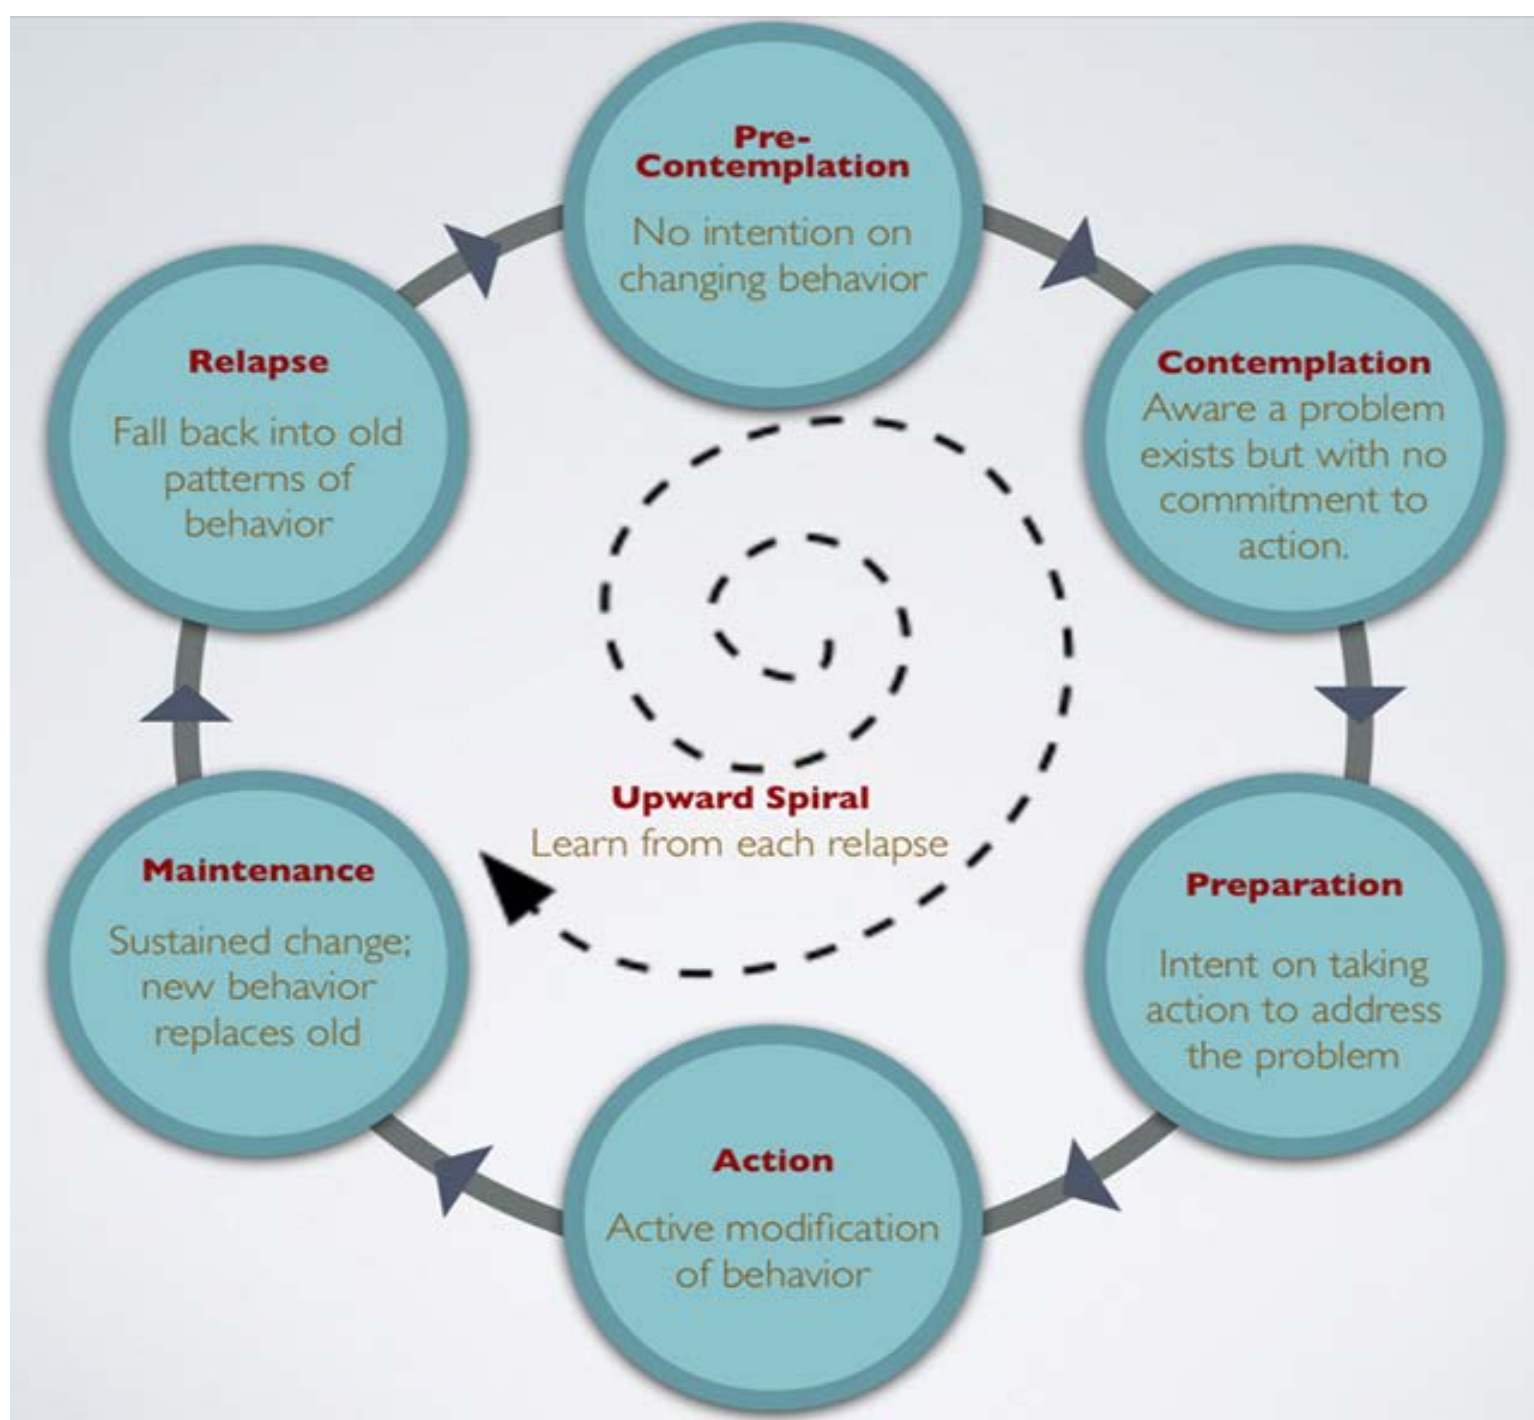 Pre-
Contemplation
No intention on
changing behavior
Contemplation
Aware a problem
exists but with no
commitment to
action.
Preparation
Intent on taking
action to address
the problem
Action
Active modification
of behavior
Maintenance
Sustained change;
new behavior
replaces old
Relapse
Fall back into old
patterns of
behavior
Upward Spiral
Learn from each relapse